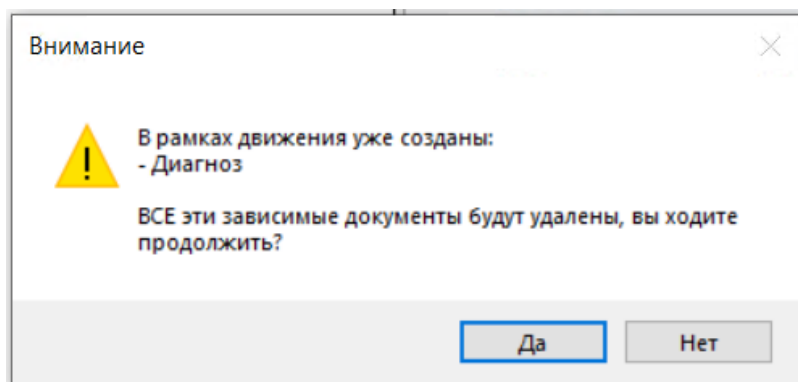 Внимание
В рамках движения уже созданы:
- Диагноз
ВСЕ эти зависимые документы будут удалены, вы ходите
продолжить?
Да
Нет